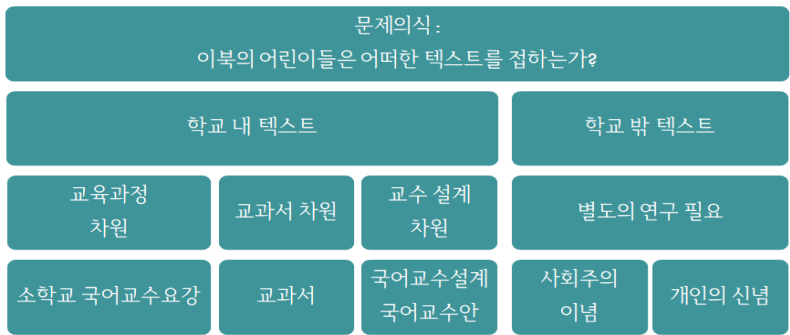 문제의식 :
이북의 어린이들은 어떠한 텍스트를 접하는가?
학교 내 텍스트
학교 밖 텍스트
교육과정
차원
교과서 차원
교수 설계
차원
별도의 연구 필요
소학교 국어교수요강
교과서
국어교수설계
국어교수안
사회주의
이념
개인의 신념